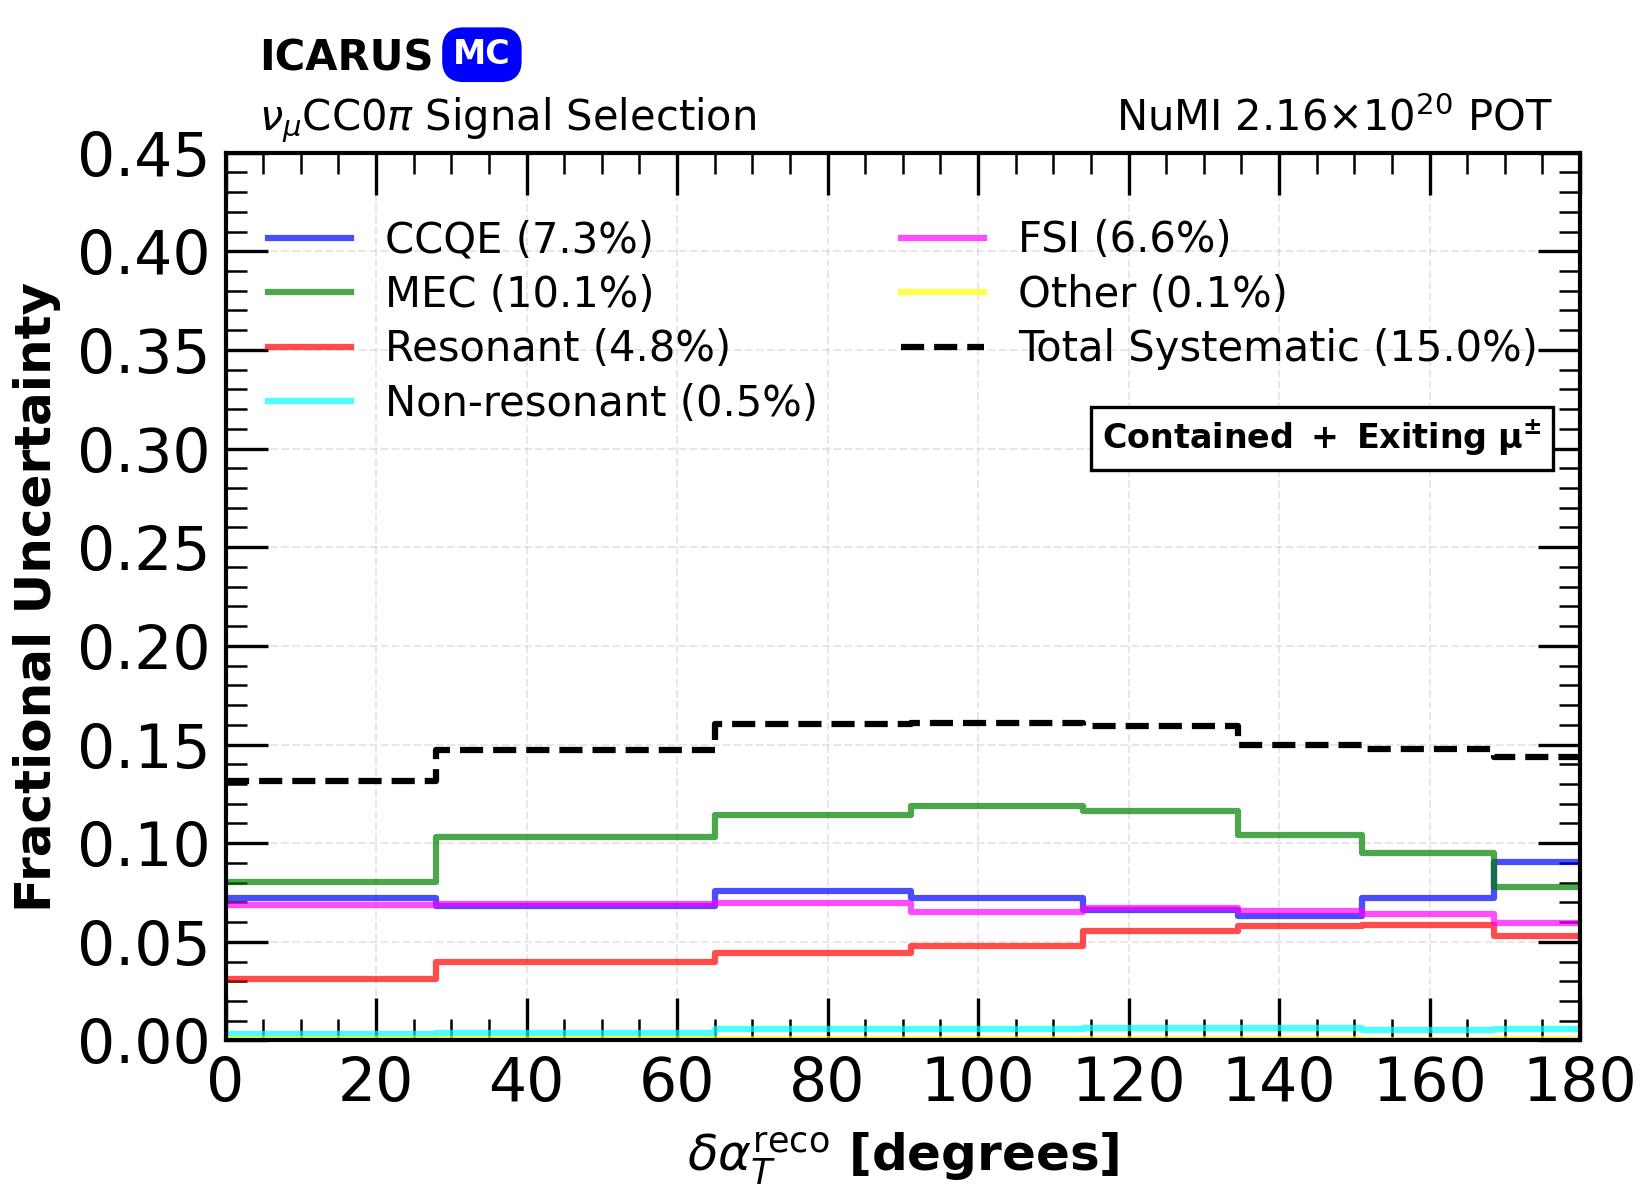 ICARUS MC
νμCC0π Signal Selection
NuMI 2.16×10²⁰ POT
0.45
0.40
0.35
0.30
0.25
0.20
0.15
0.10
0.05
0.00
Fractional Uncertainty
CCQE (7.3%)
MEC (10.1%)
Resonant (4.8%)
Non-resonant (0.5%)
FSI (6.6%)
Other (0.1%)
Total Systematic (15.0%)
Contained + Exiting μ±
0 20 40 60 80 100 120 140 160 180
δα_T^reco [degrees]